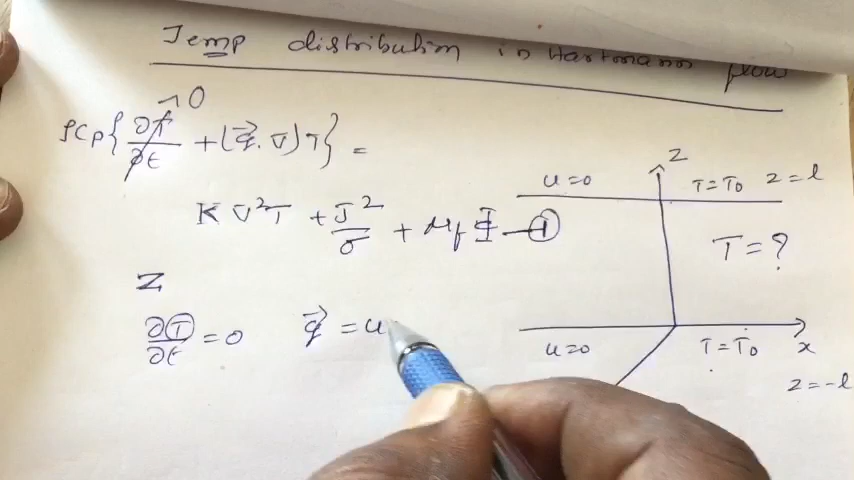 Temp distribution in Hartmann flow
ρCp{∂T/∂t + (q⃗.∇)T} =
→0
K∇²T + J²/σ + μf Φ — 1
Z
∂T/∂t = 0 q⃗ = u
Z
u=0 T=T0 z=l
T=?
u=0 T=T0 x
z=-l